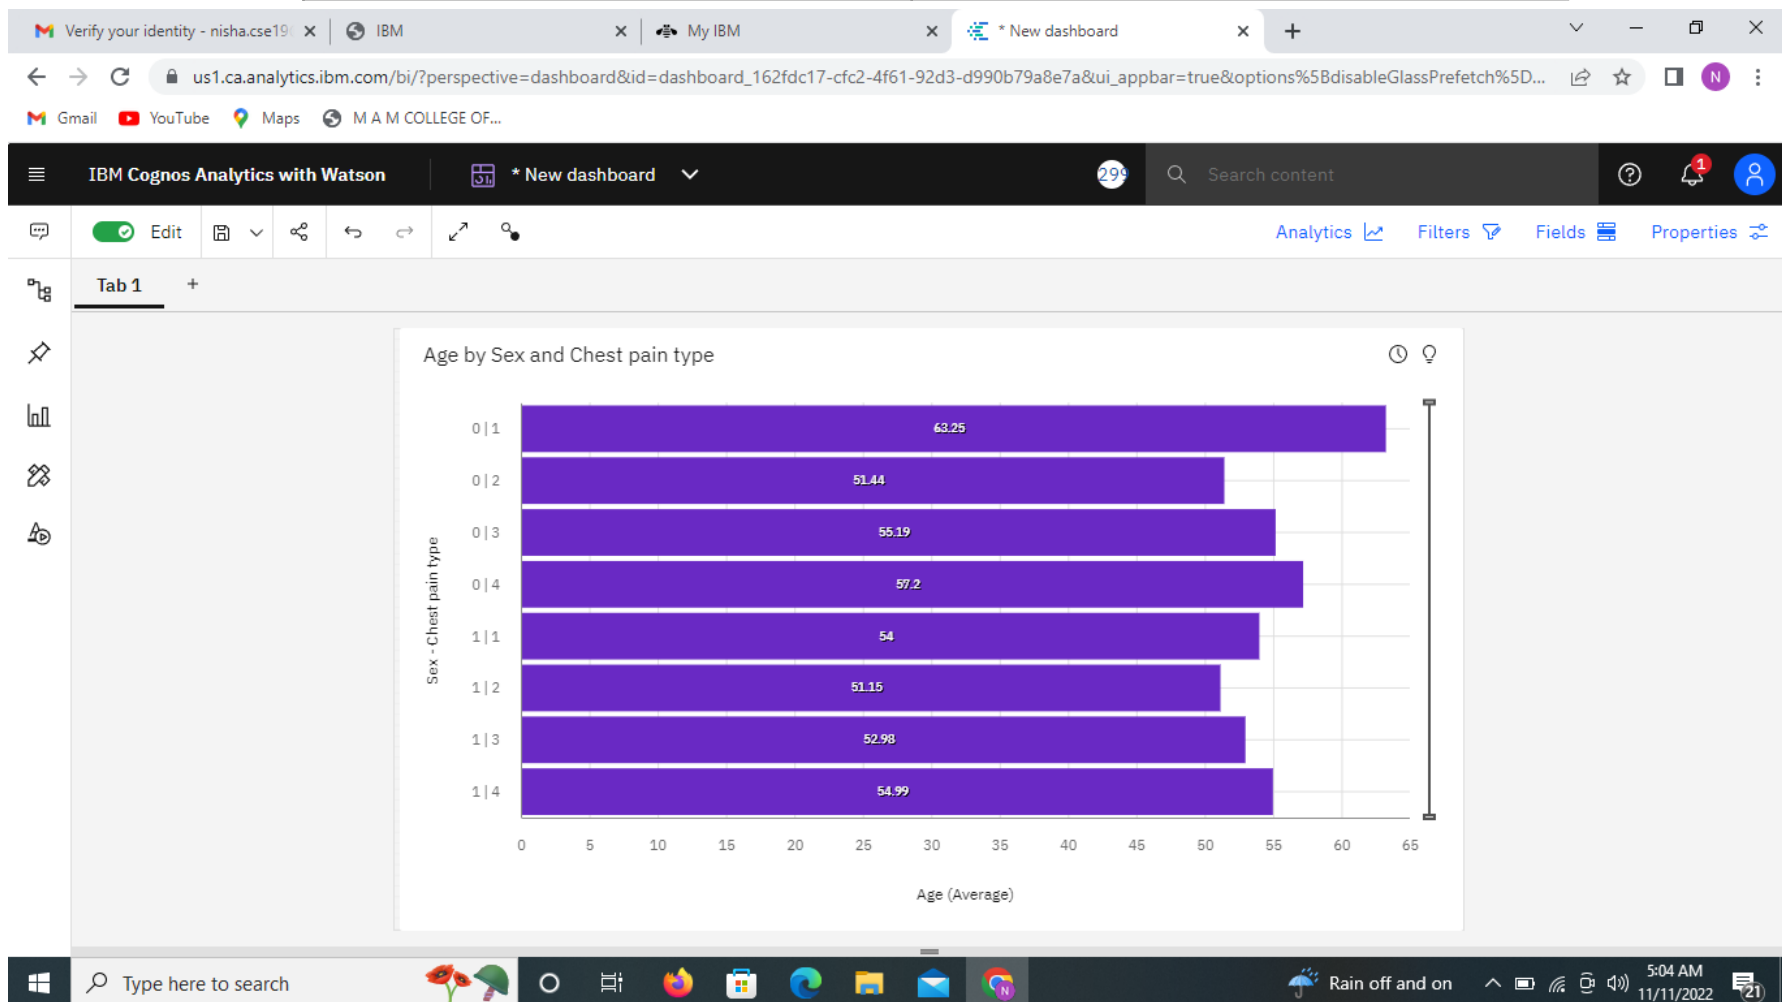 Verify your identity - nisha.cse19
IBM
My IBM
* New dashboard
us1.ca.analytics.ibm.com/bi/?perspective=dashboard&id=dashboard_162fdc17-cfc2-4f61-92d3-d990b79a8e7a&ui_appbar=true&options%5BdisableGlassPrefetch%5D...
N
Gmail
YouTube
Maps
M A M COLLEGE OF...
IBM Cognos Analytics with Watson
* New dashboard
299
Search content
1
Edit
Analytics
Filters
Fields
Properties
Tab 1
Age by Sex and Chest pain type
Sex - Chest pain type
0|1 63.25
0|2 51.44
0|3 55.19
0|4 57.2
1|1 54
1|2 51.15
1|3 52.98
1|4 54.99
0 5 10 15 20 25 30 35 40 45 50 55 60 65
Age (Average)
Type here to search
N
Rain off and on
5:04 AM
11/11/2022
21